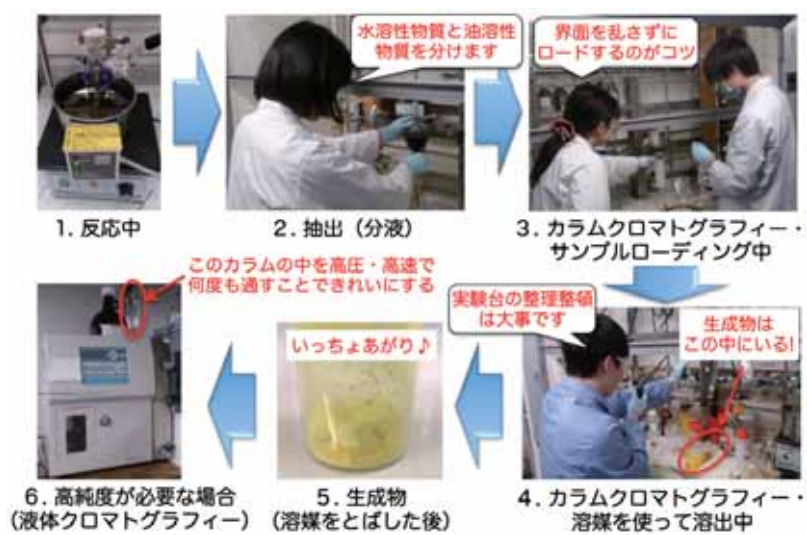 水溶性物質と油溶性
物質を分けます
界面を乱さずに
ロードするのがコツ
1. 反応中
2. 抽出（分液）
3. カラムクロマトグラフィー・
サンプルローディング中
このカラムの中を高圧・高速で
何度も通すことできれいにする
いっちょあがり♪
実験台の整理整頓
は大事です
生成物は
この中にいる!
6. 高純度が必要な場合
（液体クロマトグラフィー）
5. 生成物
（溶媒をとばした後）
4. カラムクロマトグラフィー・
溶媒を使って溶出中